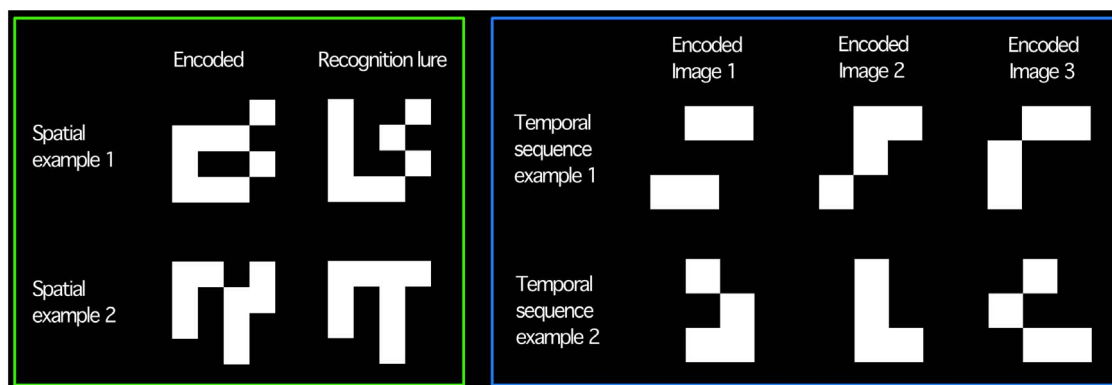 Encoded
Recognition lure
Spatial
example 1
Spatial
example 2
Encoded
Image 1
Encoded
Image 2
Encoded
Image 3
Temporal
sequence
example 1
Temporal
sequence
example 2